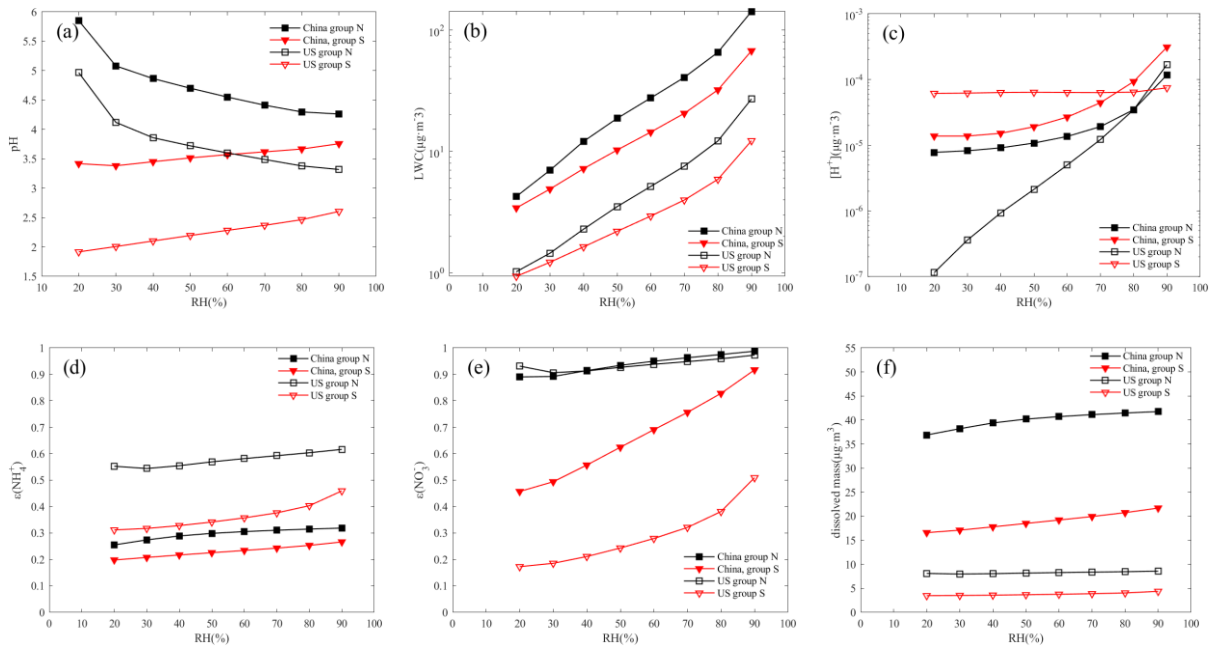 (a)
China group N
China, group S
US group N
US group S
pH
6
5.5
5
4.5
4
3.5
3
2.5
2
1.5
0 10 20 30 40 50 60 70 80 90 100
RH(%)
(b)
LWC(μg·m⁻3)
10²
10¹
10⁰
China group N
China, group S
US group N
US group S
0 10 20 30 40 50 60 70 80 90 100
RH(%)
(c)
[H⁺](μg·m⁻3)
10⁻³
10⁻⁴
10⁻⁵
10⁻⁶
10⁻⁷
China group N
China, group S
US group N
US group S
0 10 20 30 40 50 60 70 80 90 100
RH(%)
(d)
China group N
China, group S
US group N
US group S
ε(NH₄⁺)
1
0.9
0.8
0.7
0.6
0.5
0.4
0.3
0.2
0.1
0
0 10 20 30 40 50 60 70 80 90 100
RH(%)
(e)
ε(NO₃⁻)
1
0.9
0.8
0.7
0.6
0.5
0.4
0.3
0.2
0.1
0
China group N
China, group S
US group N
US group S
0 10 20 30 40 50 60 70 80 90 100
RH(%)
(f)
China group N
China, group S
US group N
US group S
dissolved mass(μg·m³)
55
50
45
40
35
30
25
20
15
10
5
0
0 10 20 30 40 50 60 70 80 90 100
RH(%)